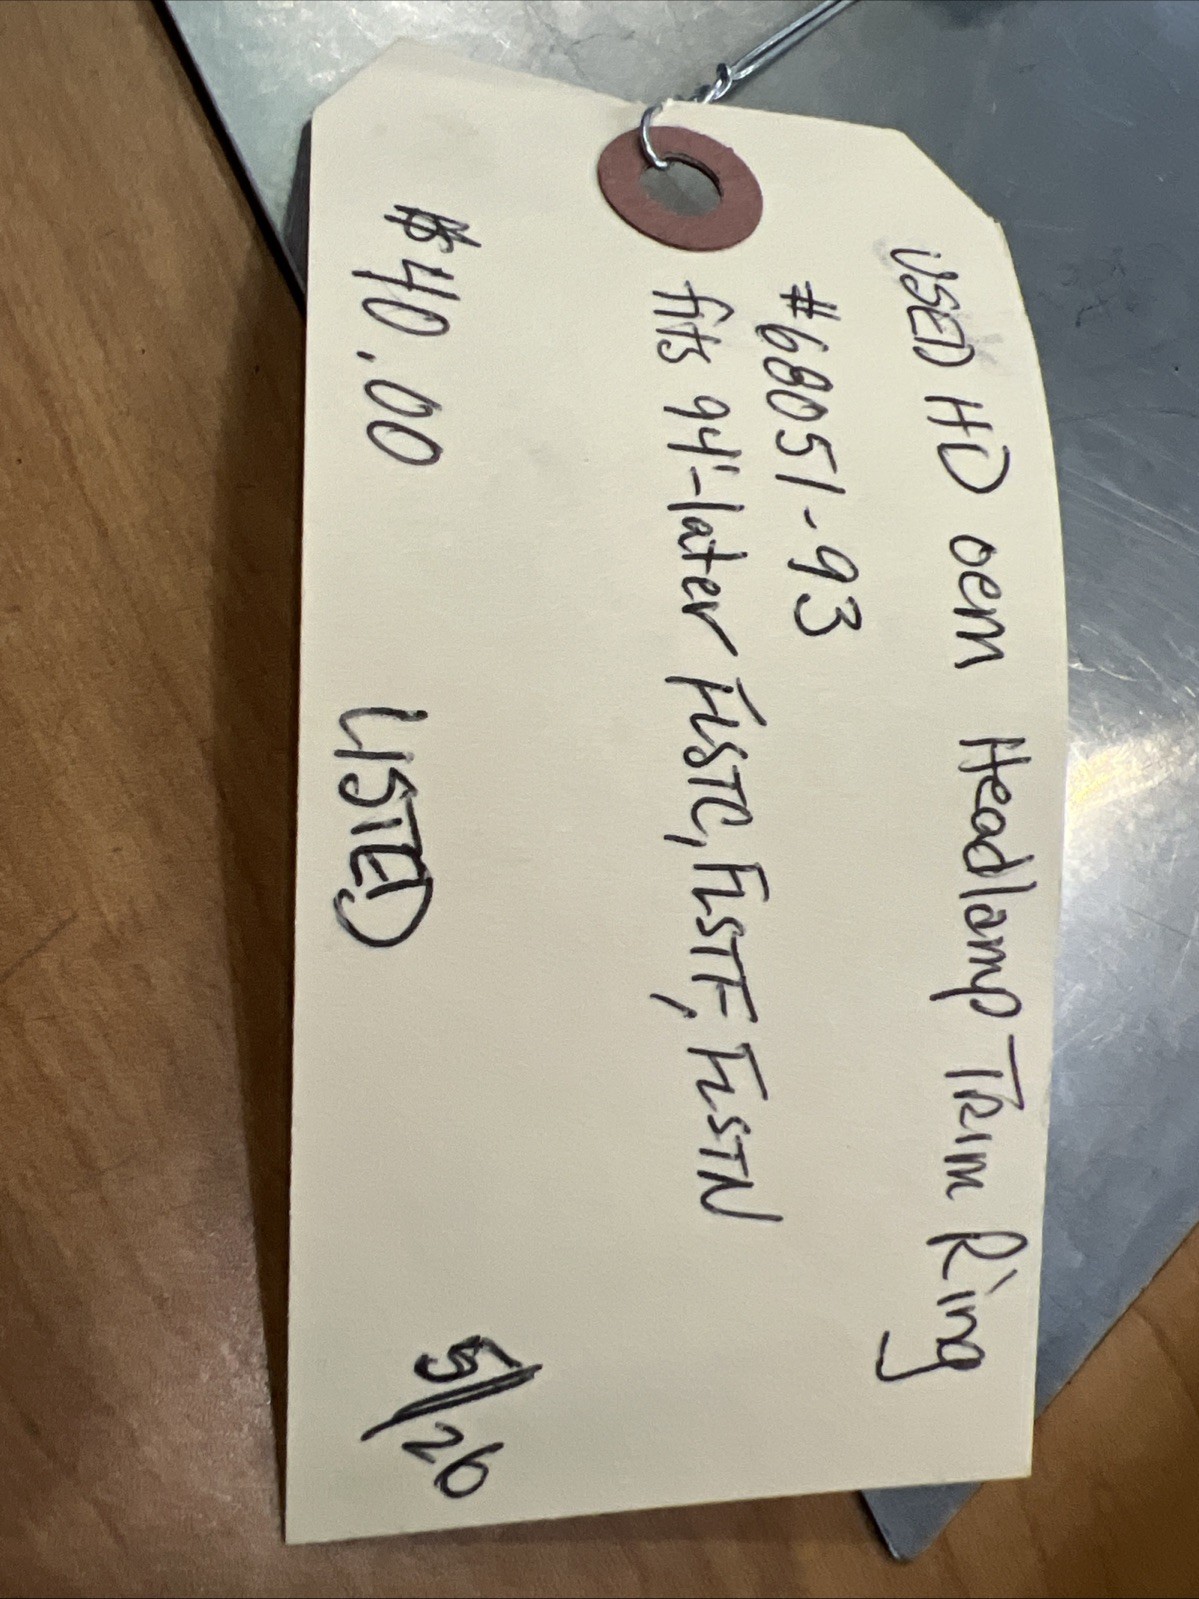 USED HD oem Headlamp Trim Ring
#68051-93
fits 94'-later FLSTC, FLSTF, FLSTN
$40.00 LISTED 5/26